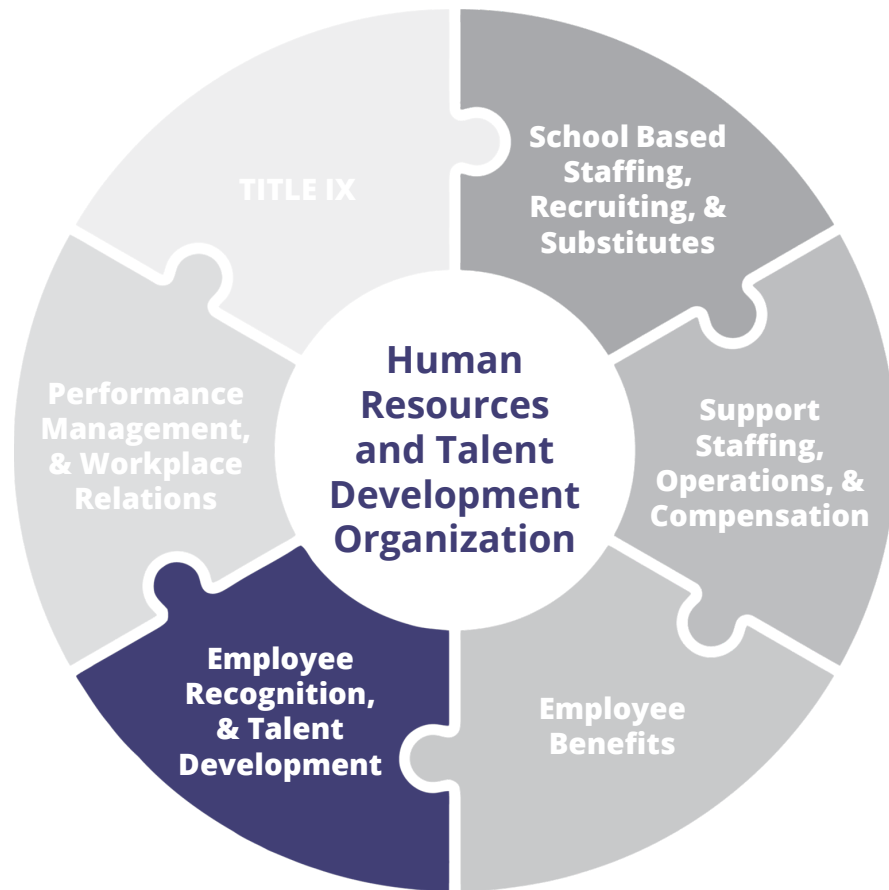 TITLE IX
School Based
Staffing,
Recruiting, &
Substitutes
Performance
Management,
& Workplace
Relations
Human
Resources
and Talent
Development
Organization
Support
Staffing,
Operations, &
Compensation
Employee
Recognition,
& Talent
Development
Employee
Benefits